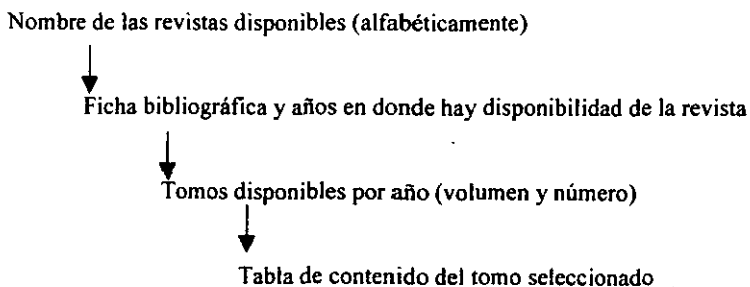 Nombre de las revistas disponibles (alfabéticamente)
Ficha bibliográfica y años en donde hay disponibilidad de la revista
Tomos disponibles por año (volumen y número)
Tabla de contenido del tomo seleccionado